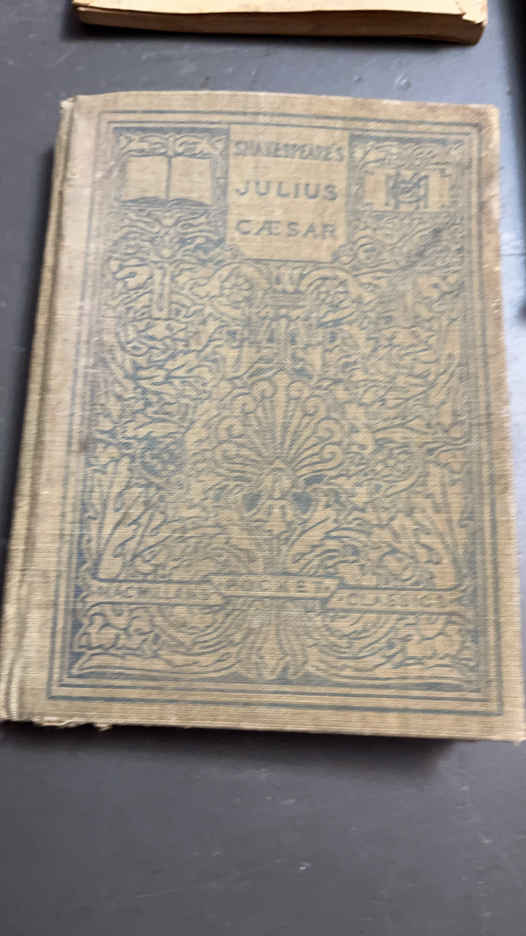 SHAKESPEARE'S
JULIUS
CÆSAR
MACMILLAN'S POCKET CLASSICS